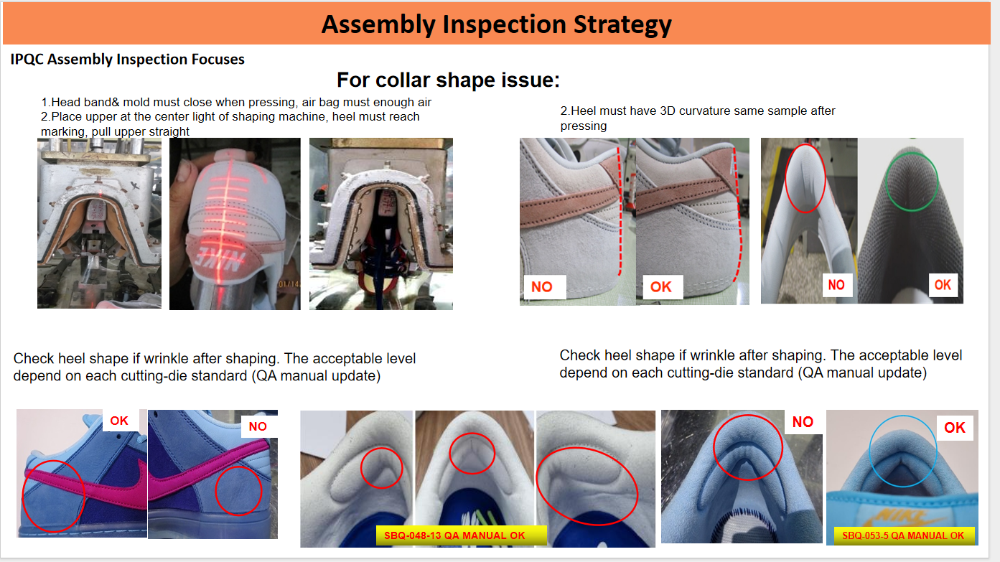 Assembly Inspection Strategy
IPQC Assembly Inspection Focuses
For collar shape issue:
1.Head band& mold must close when pressing, air bag must enough air
2.Place upper at the center light of shaping machine, heel must reach
marking, pull upper straight
2.Heel must have 3D curvature same sample after
pressing
NIKE
NO
OK
NO
OK
Check heel shape if wrinkle after shaping. The acceptable level
depend on each cutting-die standard (QA manual update)
Check heel shape if wrinkle after shaping. The acceptable level
depend on each cutting-die standard (QA manual update)
OK
NO
SBQ-048-13 QA MANUAL OK
NO
OK
NIKE
SBQ-053-5 QA MANUAL OK